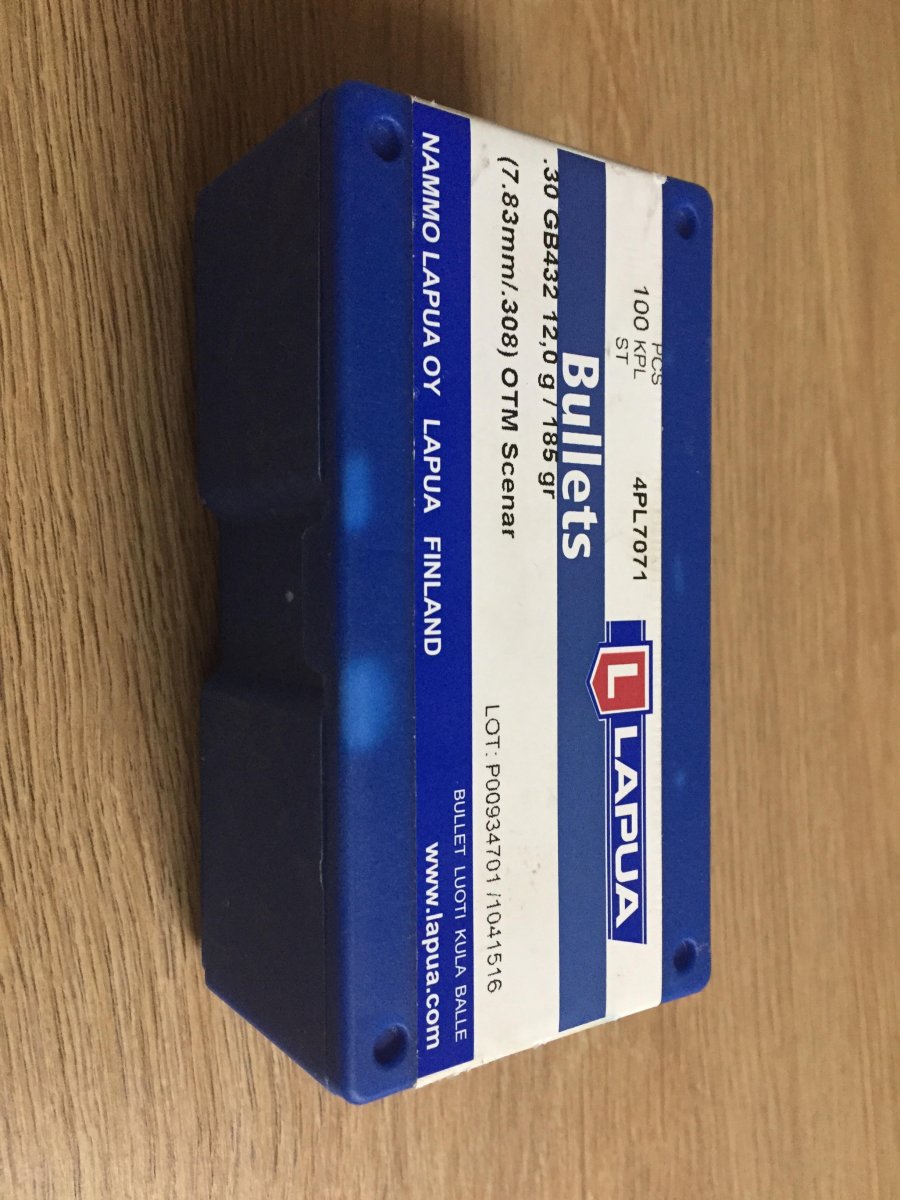 PCS
100 KPL
ST
4PL7071
L LAPUA
Bullets
.30 GB432 12,0 g / 185 gr
(7.83mm/.308) OTM Scenar
LOT: P00934701 /1041516
BULLET LUOTI KULA BALLE
NAMMO LAPUA OY LAPUA FINLAND
www.lapua.com